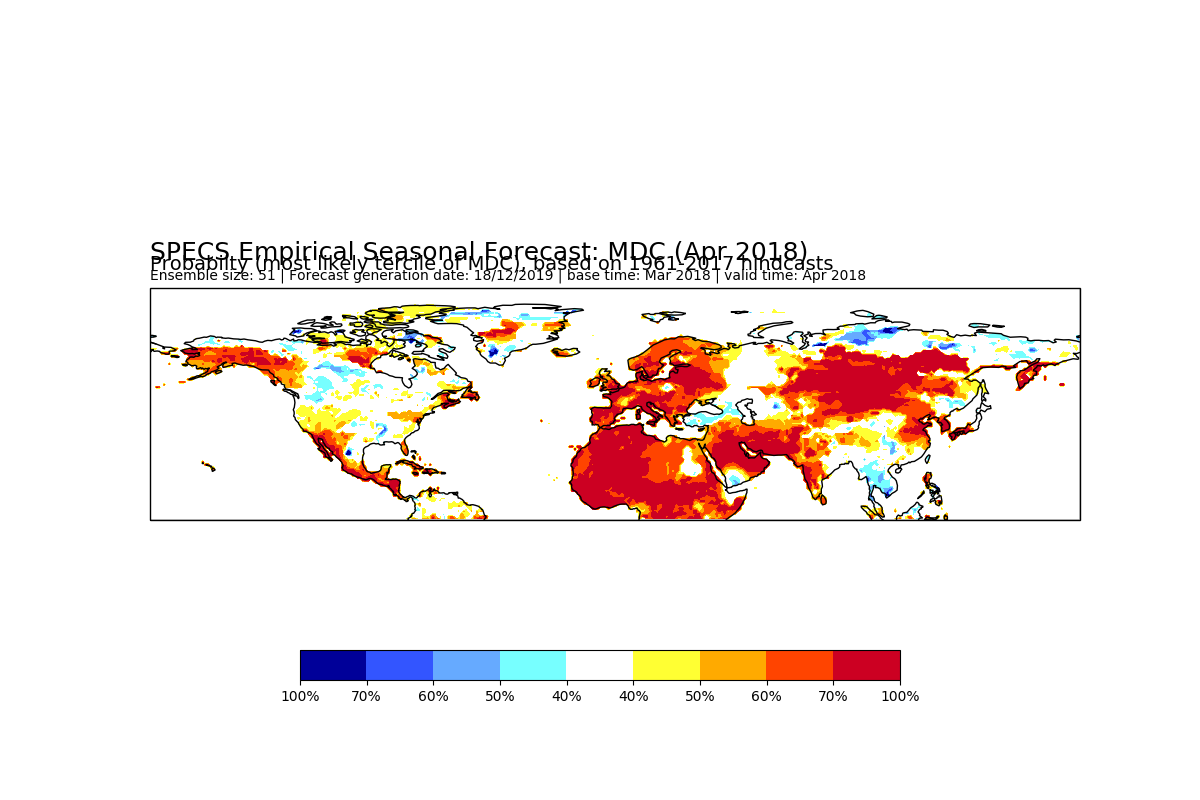 SPECS Empirical Seasonal Forecast: MDC (Apr 2018)
Probabilty (most likely tercile of MDC), based on 1961-2017 hindcasts
Ensemble size: 51 | Forecast generation date: 18/12/2019 | base time: Mar 2018 | valid time: Apr 2018
100% 70% 60% 50% 40% 40% 50% 60% 70% 100%